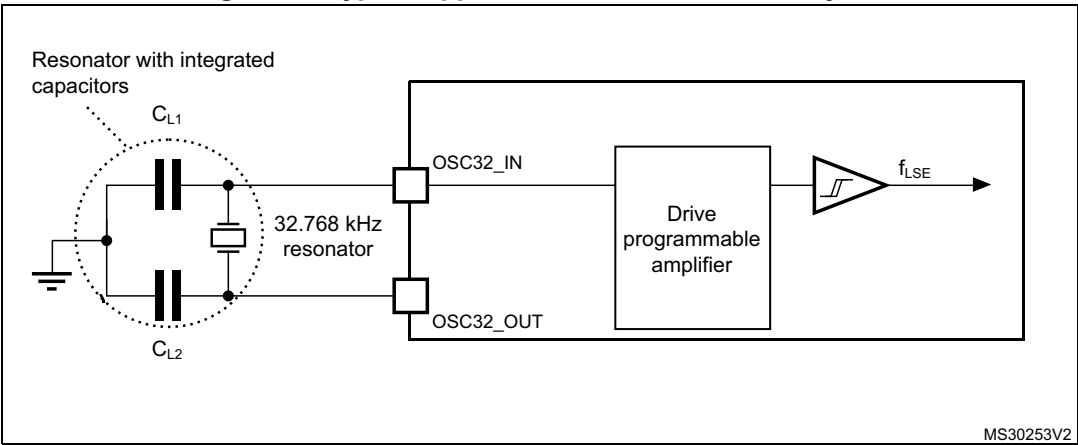 Resonator with integrated
capacitors
CL1
OSC32_IN
fLSE
32.768 kHz
resonator
Drive
programmable
amplifier
OSC32_OUT
CL2
MS30253V2